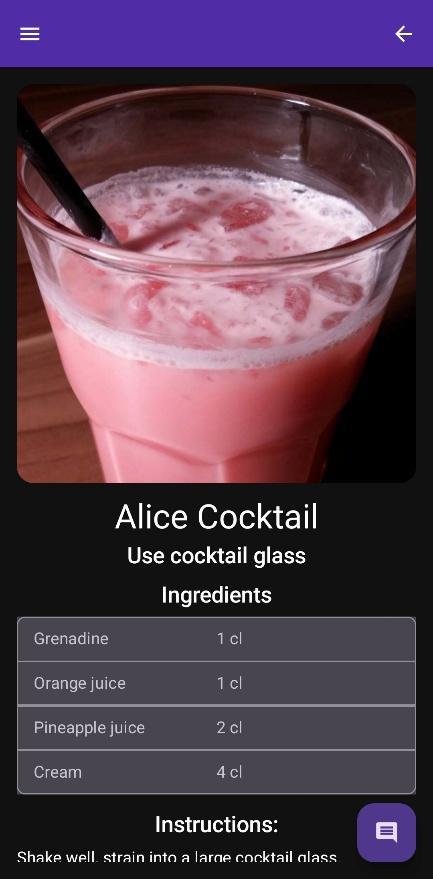 Alice Cocktail
Use cocktail glass
Ingredients
Grenadine 1 cl
Orange juice 1 cl
Pineapple juice 2 cl
Cream 4 cl
Instructions:
Shake well, strain into a large cocktail glass.